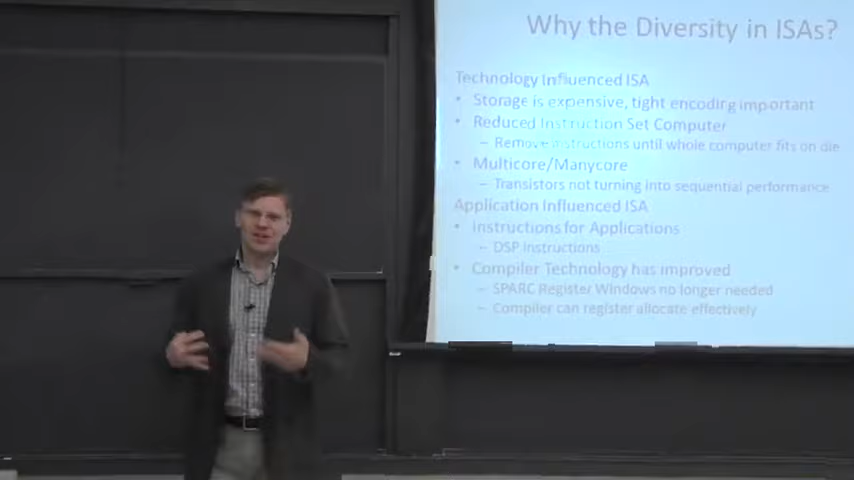 Why the Diversity in ISAs?
Technology Influenced ISA
• Storage is expensive, tight encoding important
• Reduced Instruction Set Computer
– Remove instructions until whole computer fits on die
• Multicore/Manycore
– Transistors not turning into sequential performance
Application Influenced ISA
• Instructions for Applications
– DSP Instructions
• Compiler Technology has improved
– SPARC Register Windows no longer needed
– Compiler can register allocate effectively